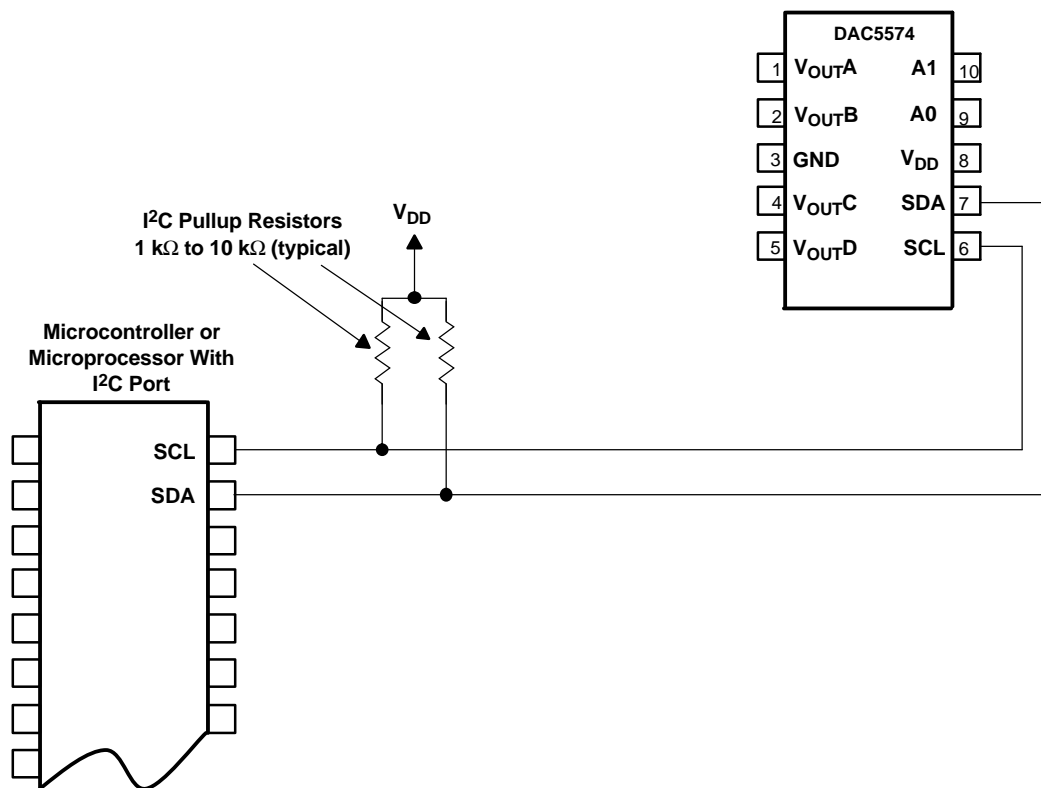 DAC5574
1 VOUTA A1 10
2 VOUTB A0 9
3 GND VDD 8
4 VOUTC SDA 7
5 VOUTD SCL 6
I2C Pullup Resistors
1 kΩ to 10 kΩ (typical)
VDD
Microcontroller or
Microprocessor With
I2C Port
SCL
SDA